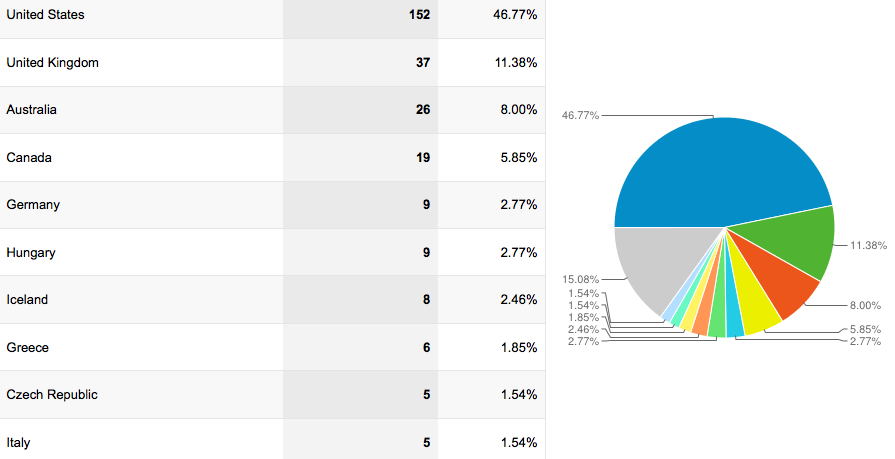 United States 152 46.77%
United Kingdom 37 11.38%
Australia 26 8.00%
Canada 19 5.85%
Germany 9 2.77%
Hungary 9 2.77%
Iceland 8 2.46%
Greece 6 1.85%
Czech Republic 5 1.54%
Italy 5 1.54%
46.77%
11.38%
15.08%
1.54%
8.00%
1.54%
1.85%
2.46%
5.85%
2.77%
2.77%